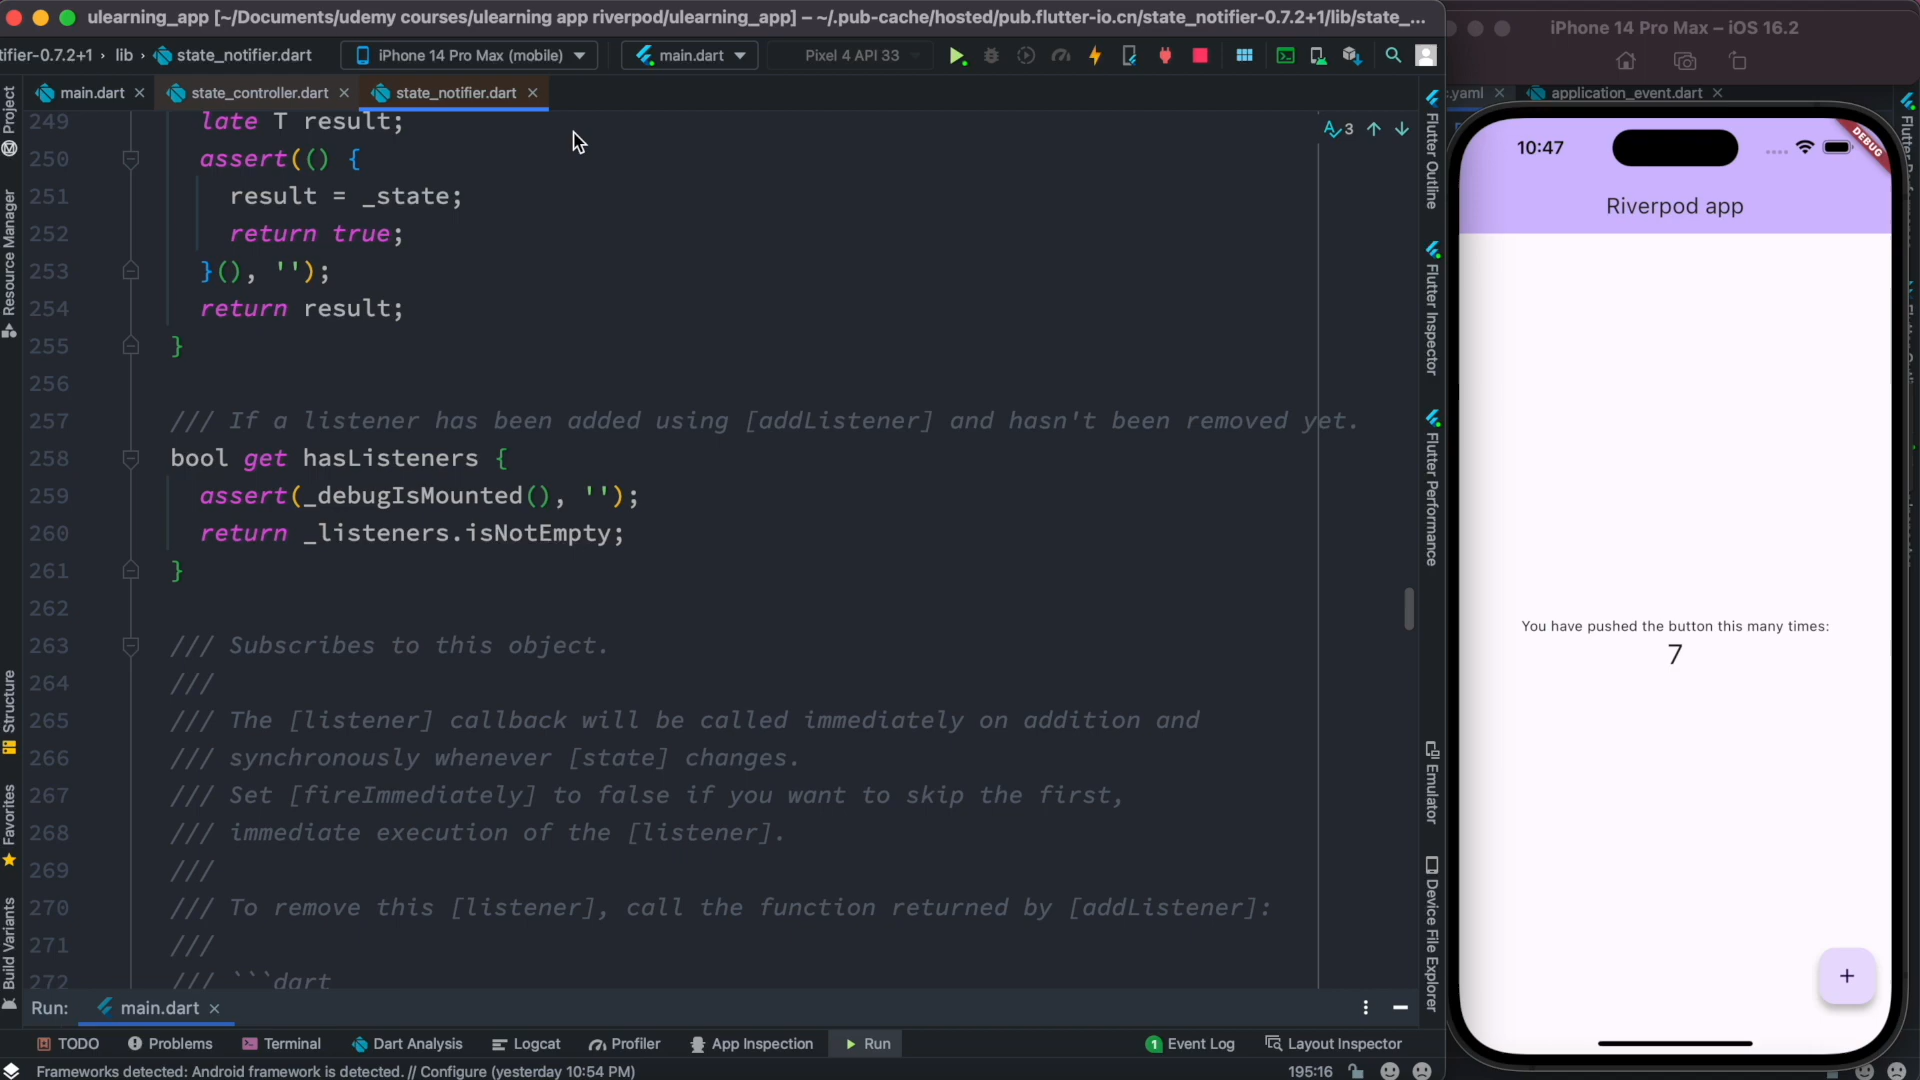 ulearning_app [~/Documents/udemy courses/ulearning app riverpod/ulearning_app] – ~/.pub-cache/hosted/pub.flutter-io.cn/state_notifier-0.7.2+1/lib/state_...
tifier-0.7.2+1 › lib › state_notifier.dart
iPhone 14 Pro Max (mobile)
main.dart
Pixel 4 API 33
main.dart
state_controller.dart
state_notifier.dart
249 late T result;
250 assert(() {
251 result = _state;
252 return true;
253 }(), '');
254 return result;
255 }
256
257 /// If a listener has been added using [addListener] and hasn't been removed yet.
258 bool get hasListeners {
259 assert(_debugIsMounted(), '');
260 return _listeners.isNotEmpty;
261 }
262
263 /// Subscribes to this object.
264 ///
265 /// The [listener] callback will be called immediately on addition and
266 /// synchronously whenever [state] changes.
267 /// Set [fireImmediately] to false if you want to skip the first,
268 /// immediate execution of the [listener].
269 ///
270 /// To remove this [listener], call the function returned by [addListener]:
271 ///
272 /// ```dart
3
Project
Resource Manager
Structure
Favorites
Build Variants
Flutter Outline
Flutter Inspector
Flutter Performance
Emulator
Device File Explorer
Run: main.dart
TODO
Problems
Terminal
Dart Analysis
Logcat
Profiler
App Inspection
Run
1 Event Log
Layout Inspector
Frameworks detected: Android framework is detected. // Configure (yesterday 10:54 PM)
195:16
iPhone 14 Pro Max – iOS 16.2
.yaml
application_event.dart
10:47
DEBUG
Riverpod app
You have pushed the button this many times:
7
+